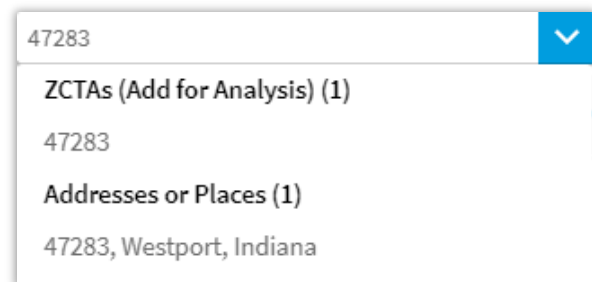 47283
ZCTAs (Add for Analysis) (1)
47283
Addresses or Places (1)
47283, Westport, Indiana